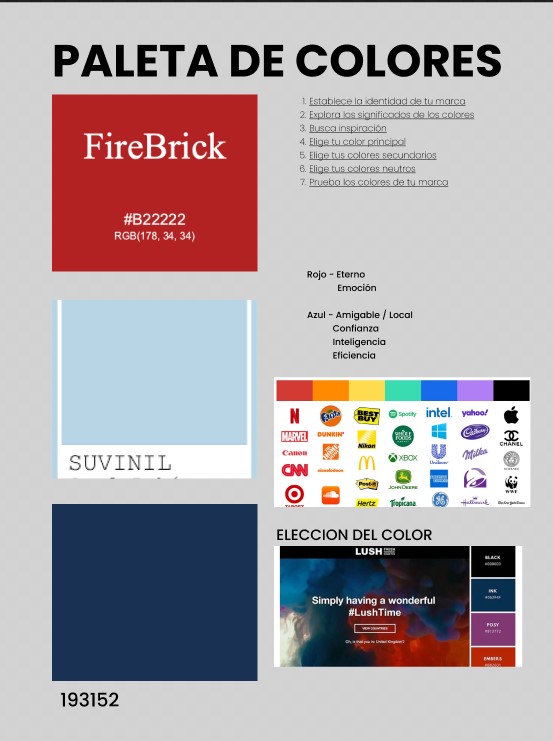 PALETA DE COLORES
FireBrick
#B22222
RGB(178, 34, 34)
1. Establece la identidad de tu marca
2. Explora los significados de los colores
3. Busca inspiración
4. Elige tu color principal
5. Elige tus colores secundarios
6. Elige tus colores neutros
7. Prueba los colores de tu marca
Rojo - Eterno
Emoción
Azul - Amigable / Local
Confianza
Inteligencia
Eficiencia
SUVINIL
N
Fanta
BEST BUY
Spotify
intel
yahoo!
MARVEL
DUNKIN'
Nikon
WHOLE FOODS
Cadbury
CHANEL
Canon
XBOX
Unilever
Milka
CNN
nickelodeon
Post-it
JOHN DEERE
WWF
TARGET
Hertz
Tropicana
GE
Hallmark
193152
ELECCION DEL COLOR
LUSH
Simply having a wonderful
#LushTime
BLACK
#000000
INK
POSY
EMBERS